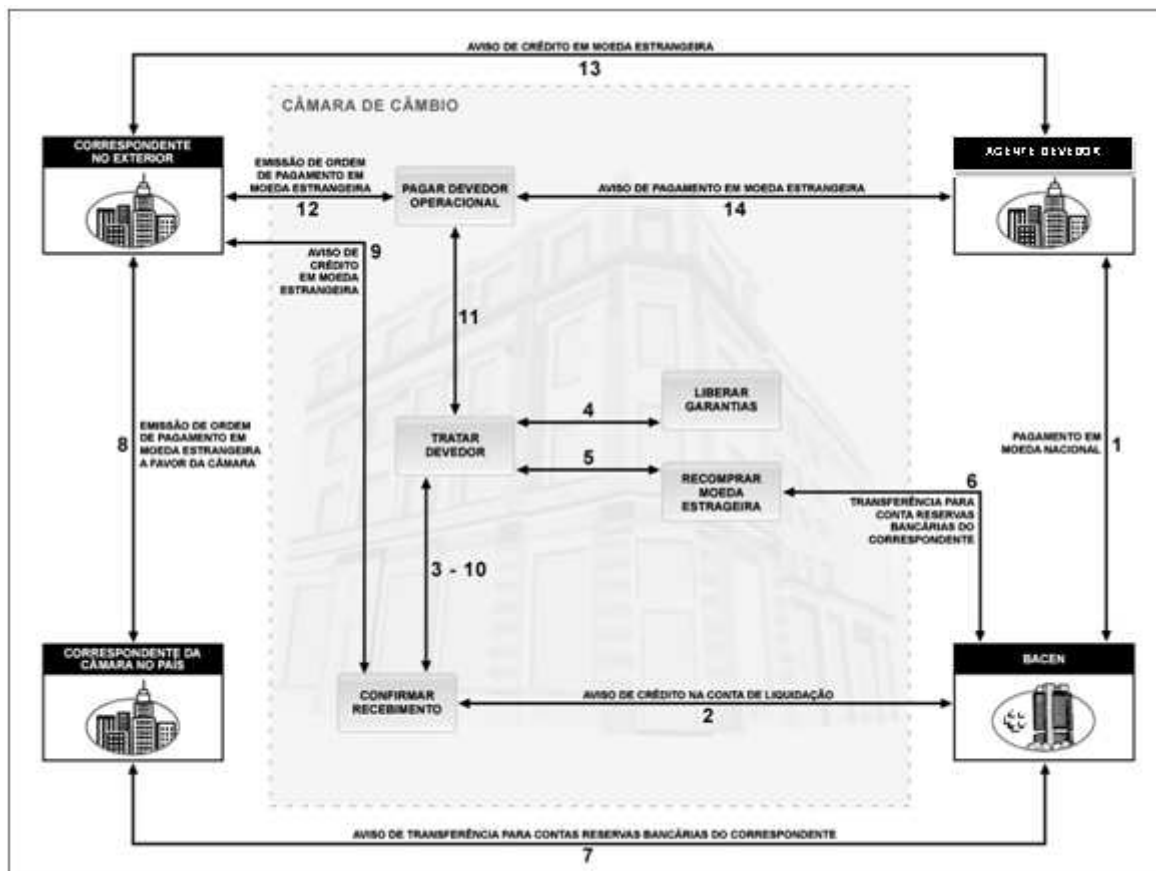 AVISO DE CRÉDITO EM MOEDA ESTRANGEIRA
13
CÂMARA DE CÂMBIO
CORRESPONDENTE
NO EXTERIOR
EMISSÃO DE ORDEM
DE PAGAMENTO EM
MOEDA ESTRANGEIRA
12
PAGAR DEVEDOR
OPERACIONAL
AVISO DE PAGAMENTO EM MOEDA ESTRANGEIRA
14
AGENTE DEVEDOR
AVISO DE
CRÉDITO
EM MOEDA
ESTRANGEIRA
9
11
8
EMISSÃO DE ORDEM
DE PAGAMENTO EM
MOEDA ESTRANGEIRA
A FAVOR DA CÂMARA
TRATAR
DEVEDOR
4
LIBERAR
GARANTIAS
5
RECOMPRAR
MOEDA
ESTRAGEIRA
6
TRANSFERÊNCIA PARA
CONTA RESERVAS
BANCÁRIAS DO
CORRESPONDENTE
PAGAMENTO EM
MOEDA NACIONAL
1
3 - 10
CORRESPONDENTE DA
CÂMARA NO PAÍS
CONFIRMAR
RECEBIMENTO
AVISO DE CRÉDITO NA CONTA DE LIQUIDAÇÃO
2
BACEN
AVISO DE TRANSFERÊNCIA PARA CONTAS RESERVAS BANCÁRIAS DO CORRESPONDENTE
7